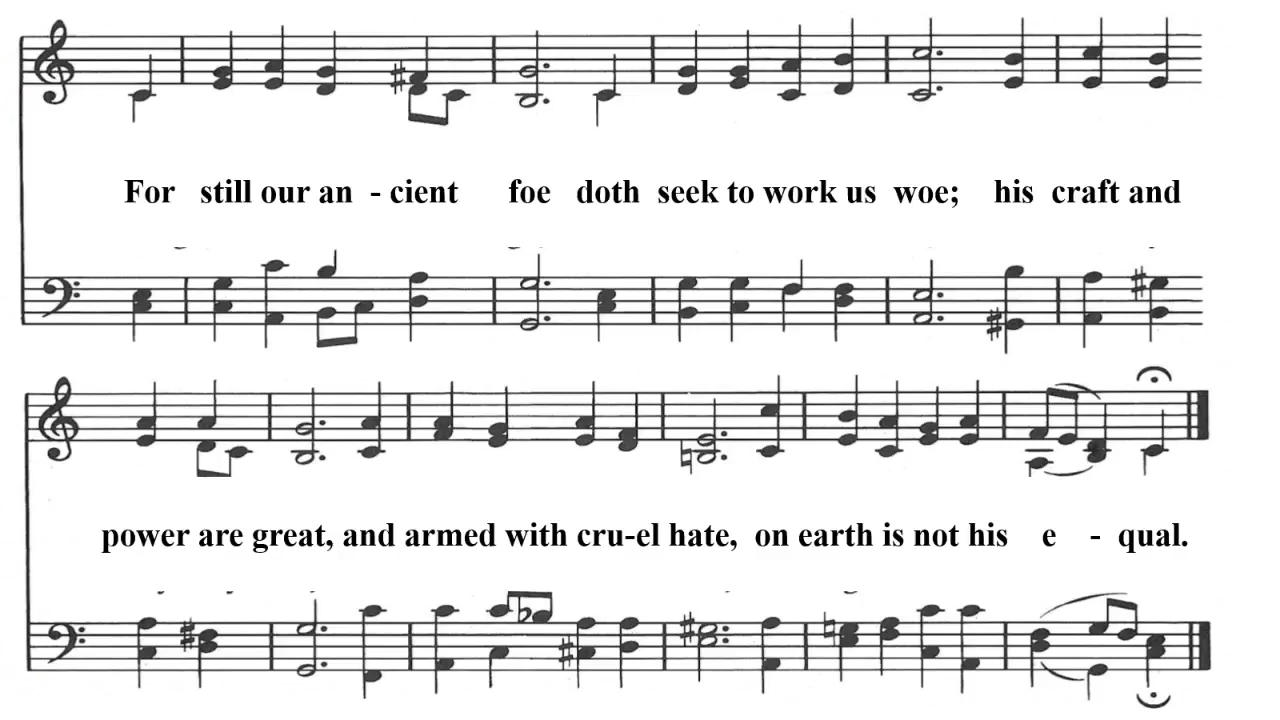 For still our an - cient foe doth seek to work us woe; his craft and
power are great, and armed with cru-el hate, on earth is not his e - qual.